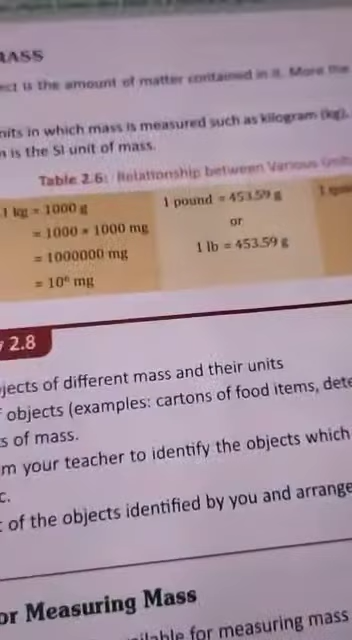 MASS
ect is the amount of matter contained in it. More the
nits in which mass is measured such as kilogram (kg),
n is the SI unit of mass.
Table 2.6: Relationship between Various Units
1 kg = 1000 g
= 1000 × 1000 mg
= 1000000 mg
= 10⁶ mg
1 pound = 453.59 g
or
1 lb = 453.59 g
1
2.8
jects of different mass and their units
f objects (examples: cartons of food items, dete
s of mass.
m your teacher to identify the objects which
c.
t of the objects identified by you and arrange
or Measuring Mass
ailable for measuring mass